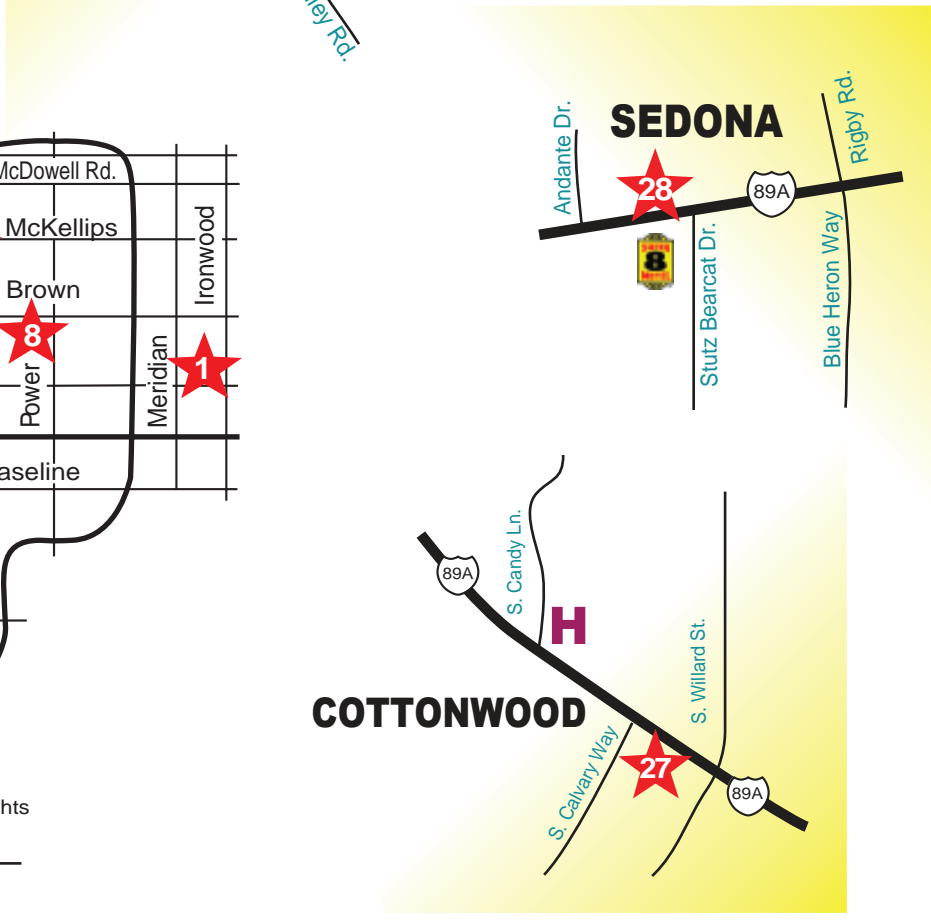 ley Rd.
SEDONA
Andante Dr.
28
89A
Rigby Rd.
8
Stutz Bearcat Dr.
Blue Heron Way
McDowell Rd.
McKellips
Ironwood
Brown
8
1
Power
Meridian
aseline
89A
S. Candy Ln.
H
S. Willard St.
COTTONWOOD
S. Calvary Way
27
89A
hts